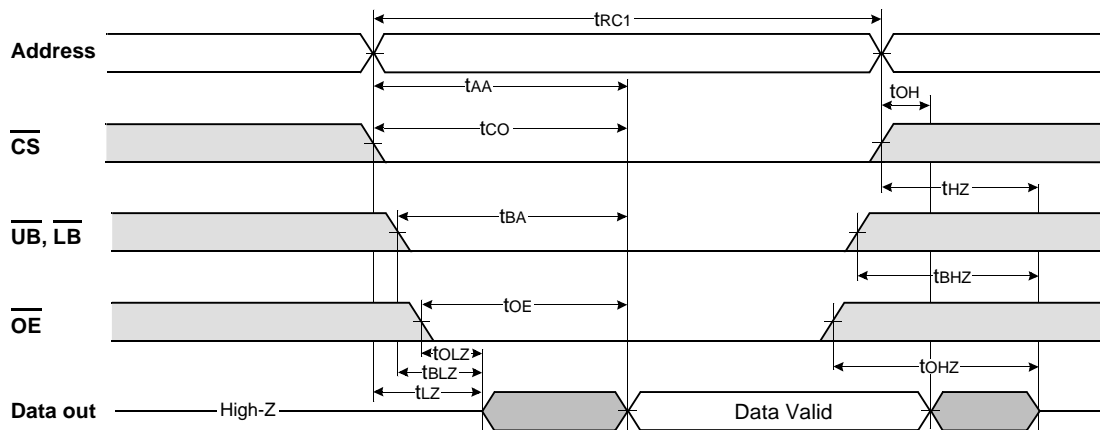 tRC1
Address
tAA
tOH
CS
tCO
tHZ
UB, LB
tBA
tBHZ
OE
tOE
tOLZ
tOHZ
tBLZ
tLZ
Data out
High-Z
Data Valid